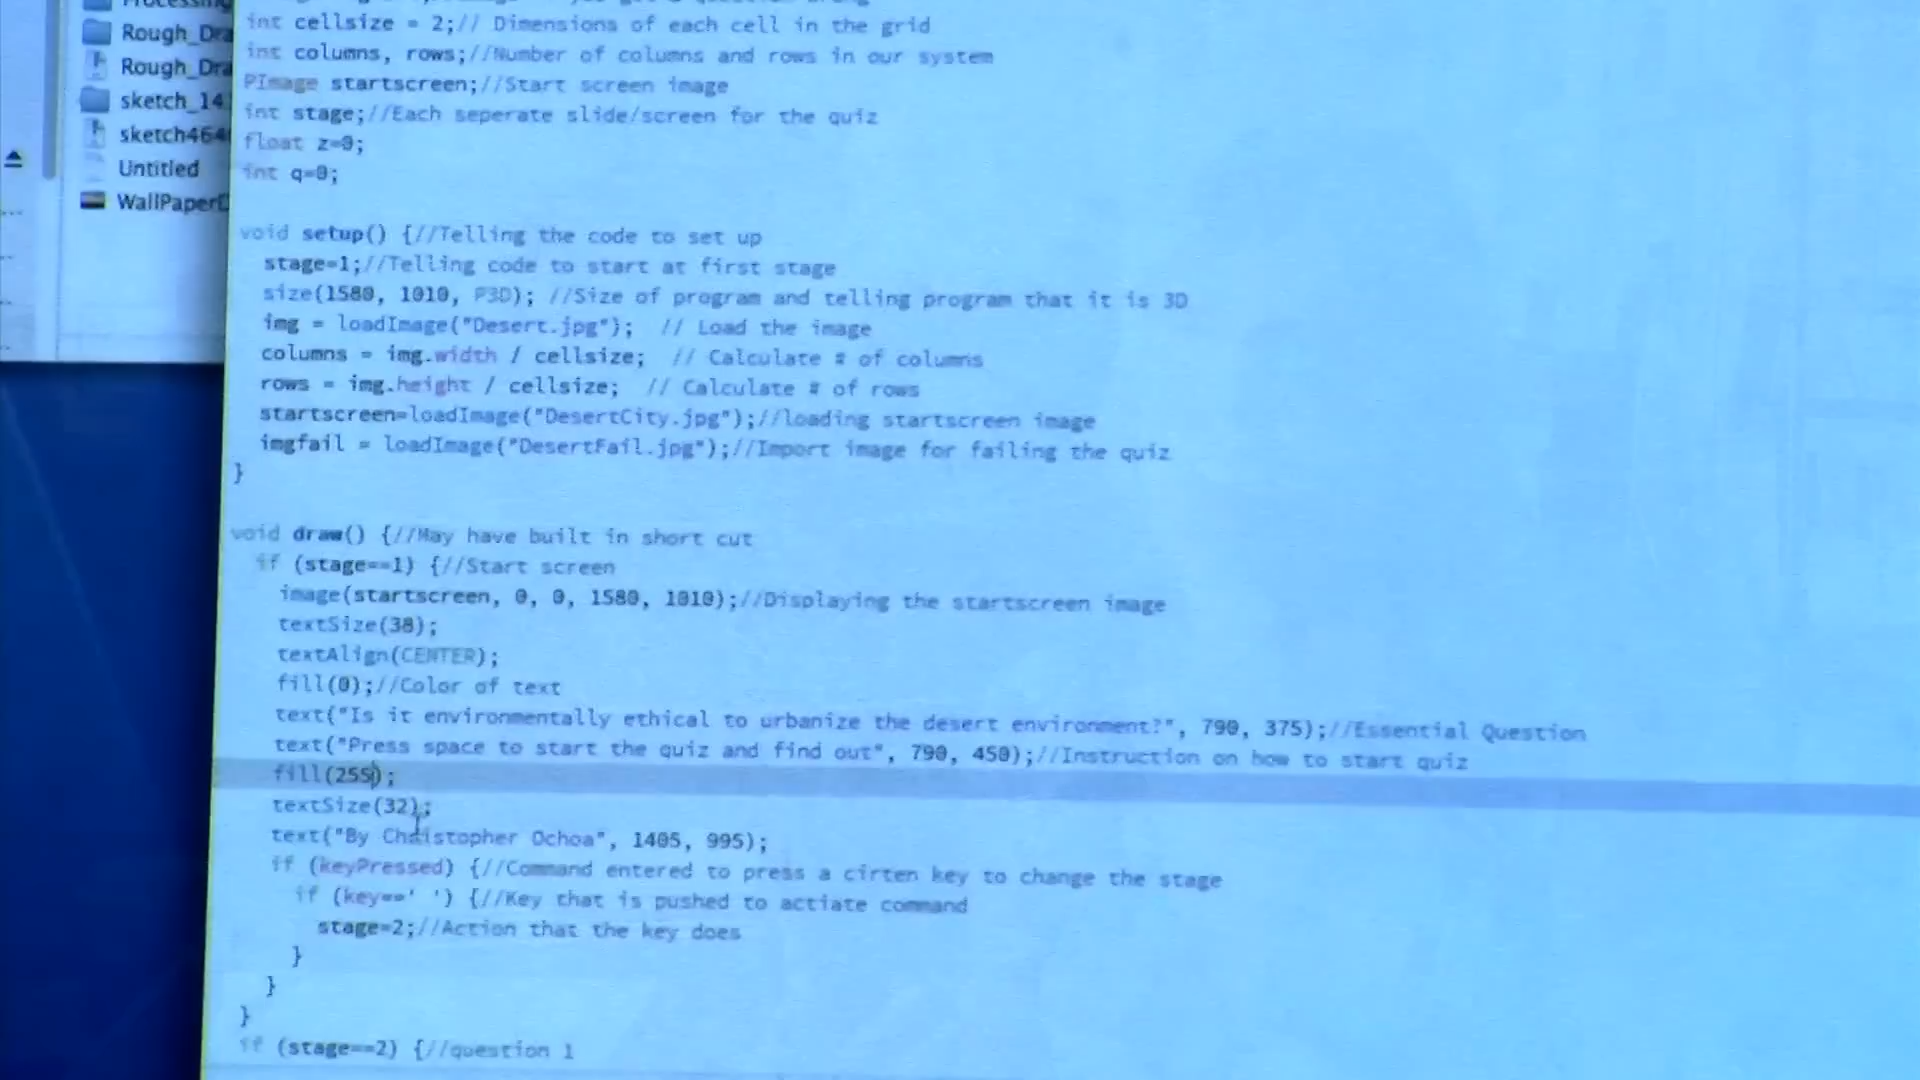 Processing
Rough_Dra
Rough_Dra
sketch_14
sketch464
Untitled
WallPaperD
int cellsize = 2;// Dimensions of each cell in the grid
int columns, rows;//Number of columns and rows in our system
PImage startscreen;//Start screen image
int stage;//Each seperate slide/screen for the quiz
float z=0;
int q=0;
void setup() {//Telling the code to set up
stage=1;//Telling code to start at first stage
size(1580, 1010, P3D); //Size of program and telling program that it is 3D
img = loadImage("Desert.jpg");  // Load the image
columns = img.width / cellsize;  // Calculate # of columns
rows = img.height / cellsize;  // Calculate # of rows
startscreen=loadImage("DesertCity.jpg");//loading startscreen image
imgfail = loadImage("DesertFail.jpg");//Import image for failing the quiz
}
void draw() {//May have built in short cut
if (stage==1) {//Start screen
image(startscreen, 0, 0, 1580, 1010);//Displaying the startscreen image
textSize(38);
textAlign(CENTER);
fill(0);//Color of text
text("Is it environmentally ethical to urbanize the desert environment?", 790, 375);//Essential Question
text("Press space to start the quiz and find out", 790, 450);//Instruction on how to start quiz
fill(255);
textSize(32);
text("By Christopher Ochoa", 1405, 995);
if (keyPressed) {//Command entered to press a cirten key to change the stage
if (key==' ') {//Key that is pushed to actiate command
stage=2;//Action that the key does
}
}
}
if (stage==2) {//question 1